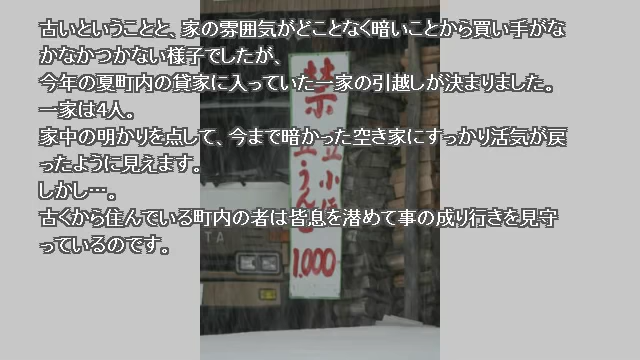 古いということと、家の雰囲気がどことなく暗いことから買い手がな
かなかつかない様子でしたが、
今年の夏町内の貸家に入っていた一家の引越しが決まりました。
一家は4人。
家中の明かりを点して、今まで暗かった空き家にすっかり活気が戻
ったように見えます。
しかし…。
古くから住んでいる町内の者は皆息を潜めて事の成り行きを見守
っているのです。
禁
立小
立うん
1,000
TA